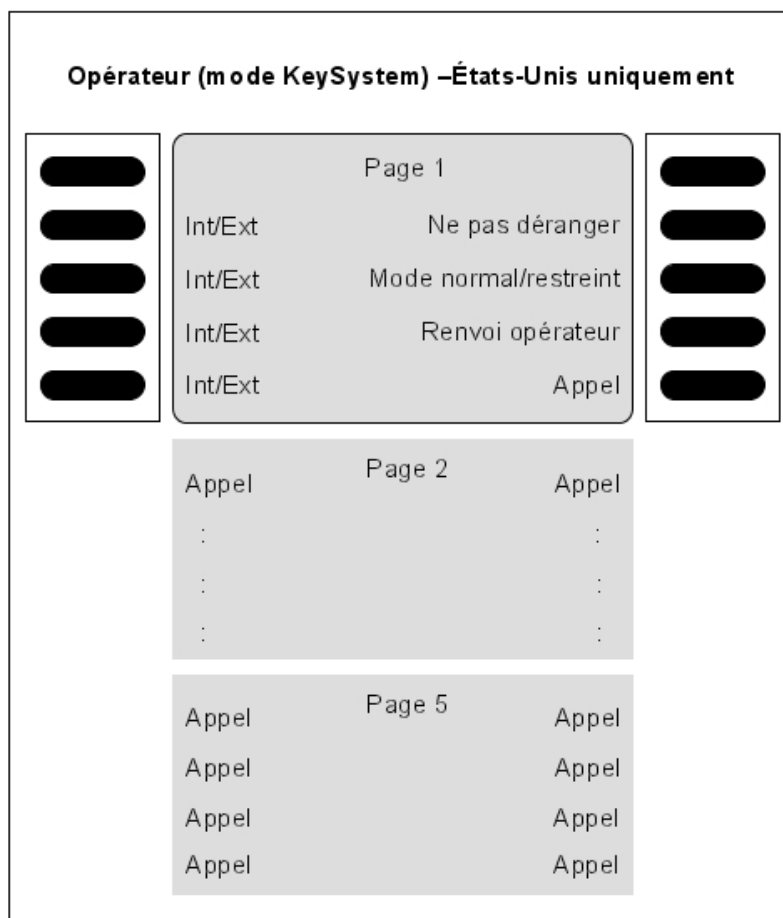 Opérateur (mode KeySystem) –États-Unis uniquement
Page 1
Int/Ext Ne pas déranger
Int/Ext Mode normal/restreint
Int/Ext Renvoi opérateur
Int/Ext Appel
Page 2
Appel Appel
: :
: :
: :
Page 5
Appel Appel
Appel Appel
Appel Appel
Appel Appel